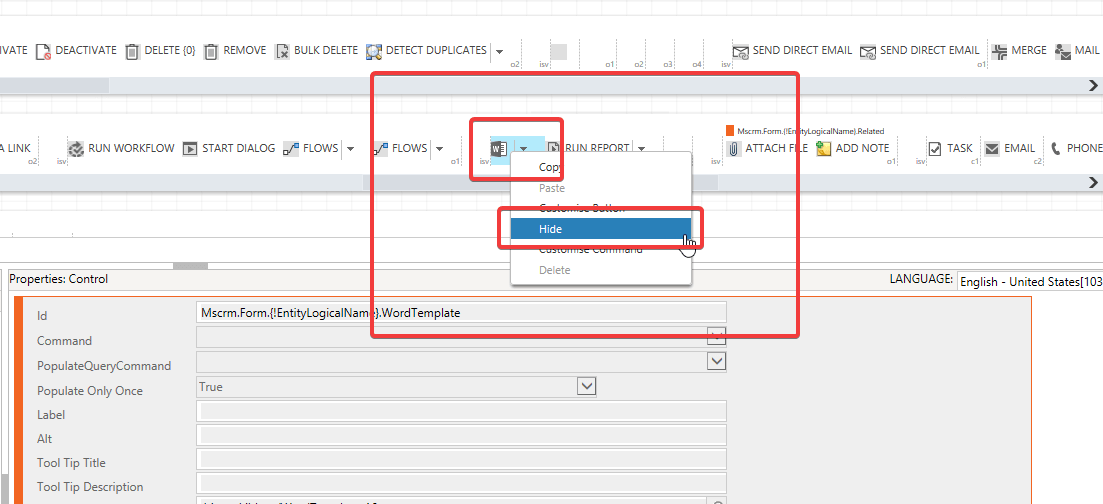 VATE DEACTIVATE DELETE {0} REMOVE BULK DELETE DETECT DUPLICATES SEND DIRECT EMAIL SEND DIRECT EMAIL MERGE MAIL
o2 isv o1 o2 o3 o4 isv o1
Mscrm.Form.{!EntityLogicalName}.Related
A LINK RUN WORKFLOW START DIALOG FLOWS FLOWS RUN REPORT ATTACH FILE ADD NOTE TASK EMAIL PHONE
o2 isv o1 isv isv o1 isv c1 c2
Copy
Paste
Customise Button
Hide
Customise Command
Delete
Properties: Control LANGUAGE: English - United States[103
Id Mscrm.Form.{!EntityLogicalName}.WordTemplate
Command
PopulateQueryCommand
Populate Only Once True
Label
Alt
Tool Tip Title
Tool Tip Description